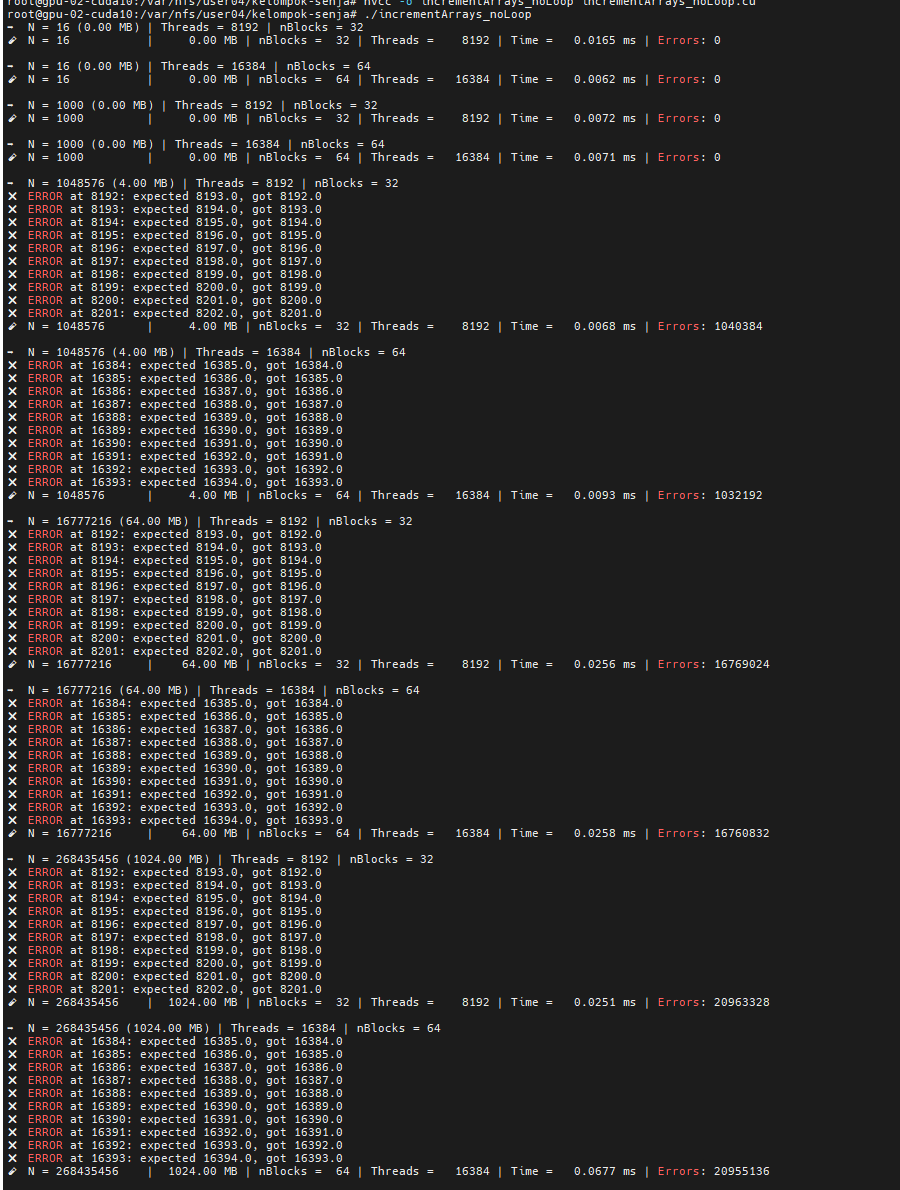 root@gpu-02-cuda10:/var/nfs/user04/kelompok-senja# nvcc -o incrementArrays_noLoop incrementArrays_noLoop.cu
root@gpu-02-cuda10:/var/nfs/user04/kelompok-senja# ./incrementArrays_noLoop
N = 16 (0.00 MB) | Threads = 8192 | nBlocks = 32
N = 16 | 0.00 MB | nBlocks = 32 | Threads = 8192 | Time = 0.0165 ms | Errors: 0
N = 16 (0.00 MB) | Threads = 16384 | nBlocks = 64
N = 16 | 0.00 MB | nBlocks = 64 | Threads = 16384 | Time = 0.0062 ms | Errors: 0
N = 1000 (0.00 MB) | Threads = 8192 | nBlocks = 32
N = 1000 | 0.00 MB | nBlocks = 32 | Threads = 8192 | Time = 0.0072 ms | Errors: 0
N = 1000 (0.00 MB) | Threads = 16384 | nBlocks = 64
N = 1000 | 0.00 MB | nBlocks = 64 | Threads = 16384 | Time = 0.0071 ms | Errors: 0
N = 1048576 (4.00 MB) | Threads = 8192 | nBlocks = 32
ERROR at 8192: expected 8193.0, got 8192.0
ERROR at 8193: expected 8194.0, got 8193.0
ERROR at 8194: expected 8195.0, got 8194.0
ERROR at 8195: expected 8196.0, got 8195.0
ERROR at 8196: expected 8197.0, got 8196.0
ERROR at 8197: expected 8198.0, got 8197.0
ERROR at 8198: expected 8199.0, got 8198.0
ERROR at 8199: expected 8200.0, got 8199.0
ERROR at 8200: expected 8201.0, got 8200.0
ERROR at 8201: expected 8202.0, got 8201.0
N = 1048576 | 4.00 MB | nBlocks = 32 | Threads = 8192 | Time = 0.0068 ms | Errors: 1040384
N = 1048576 (4.00 MB) | Threads = 16384 | nBlocks = 64
ERROR at 16384: expected 16385.0, got 16384.0
ERROR at 16385: expected 16386.0, got 16385.0
ERROR at 16386: expected 16387.0, got 16386.0
ERROR at 16387: expected 16388.0, got 16387.0
ERROR at 16388: expected 16389.0, got 16388.0
ERROR at 16389: expected 16390.0, got 16389.0
ERROR at 16390: expected 16391.0, got 16390.0
ERROR at 16391: expected 16392.0, got 16391.0
ERROR at 16392: expected 16393.0, got 16392.0
ERROR at 16393: expected 16394.0, got 16393.0
N = 1048576 | 4.00 MB | nBlocks = 64 | Threads = 16384 | Time = 0.0093 ms | Errors: 1032192
N = 16777216 (64.00 MB) | Threads = 8192 | nBlocks = 32
ERROR at 8192: expected 8193.0, got 8192.0
ERROR at 8193: expected 8194.0, got 8193.0
ERROR at 8194: expected 8195.0, got 8194.0
ERROR at 8195: expected 8196.0, got 8195.0
ERROR at 8196: expected 8197.0, got 8196.0
ERROR at 8197: expected 8198.0, got 8197.0
ERROR at 8198: expected 8199.0, got 8198.0
ERROR at 8199: expected 8200.0, got 8199.0
ERROR at 8200: expected 8201.0, got 8200.0
ERROR at 8201: expected 8202.0, got 8201.0
N = 16777216 | 64.00 MB | nBlocks = 32 | Threads = 8192 | Time = 0.0256 ms | Errors: 16769024
N = 16777216 (64.00 MB) | Threads = 16384 | nBlocks = 64
ERROR at 16384: expected 16385.0, got 16384.0
ERROR at 16385: expected 16386.0, got 16385.0
ERROR at 16386: expected 16387.0, got 16386.0
ERROR at 16387: expected 16388.0, got 16387.0
ERROR at 16388: expected 16389.0, got 16388.0
ERROR at 16389: expected 16390.0, got 16389.0
ERROR at 16390: expected 16391.0, got 16390.0
ERROR at 16391: expected 16392.0, got 16391.0
ERROR at 16392: expected 16393.0, got 16392.0
ERROR at 16393: expected 16394.0, got 16393.0
N = 16777216 | 64.00 MB | nBlocks = 64 | Threads = 16384 | Time = 0.0258 ms | Errors: 16760832
N = 268435456 (1024.00 MB) | Threads = 8192 | nBlocks = 32
ERROR at 8192: expected 8193.0, got 8192.0
ERROR at 8193: expected 8194.0, got 8193.0
ERROR at 8194: expected 8195.0, got 8194.0
ERROR at 8195: expected 8196.0, got 8195.0
ERROR at 8196: expected 8197.0, got 8196.0
ERROR at 8197: expected 8198.0, got 8197.0
ERROR at 8198: expected 8199.0, got 8198.0
ERROR at 8199: expected 8200.0, got 8199.0
ERROR at 8200: expected 8201.0, got 8200.0
ERROR at 8201: expected 8202.0, got 8201.0
N = 268435456 | 1024.00 MB | nBlocks = 32 | Threads = 8192 | Time = 0.0251 ms | Errors: 20963328
N = 268435456 (1024.00 MB) | Threads = 16384 | nBlocks = 64
ERROR at 16384: expected 16385.0, got 16384.0
ERROR at 16385: expected 16386.0, got 16385.0
ERROR at 16386: expected 16387.0, got 16386.0
ERROR at 16387: expected 16388.0, got 16387.0
ERROR at 16388: expected 16389.0, got 16388.0
ERROR at 16389: expected 16390.0, got 16389.0
ERROR at 16390: expected 16391.0, got 16390.0
ERROR at 16391: expected 16392.0, got 16391.0
ERROR at 16392: expected 16393.0, got 16392.0
ERROR at 16393: expected 16394.0, got 16393.0
N = 268435456 | 1024.00 MB | nBlocks = 64 | Threads = 16384 | Time = 0.0677 ms | Errors: 20955136